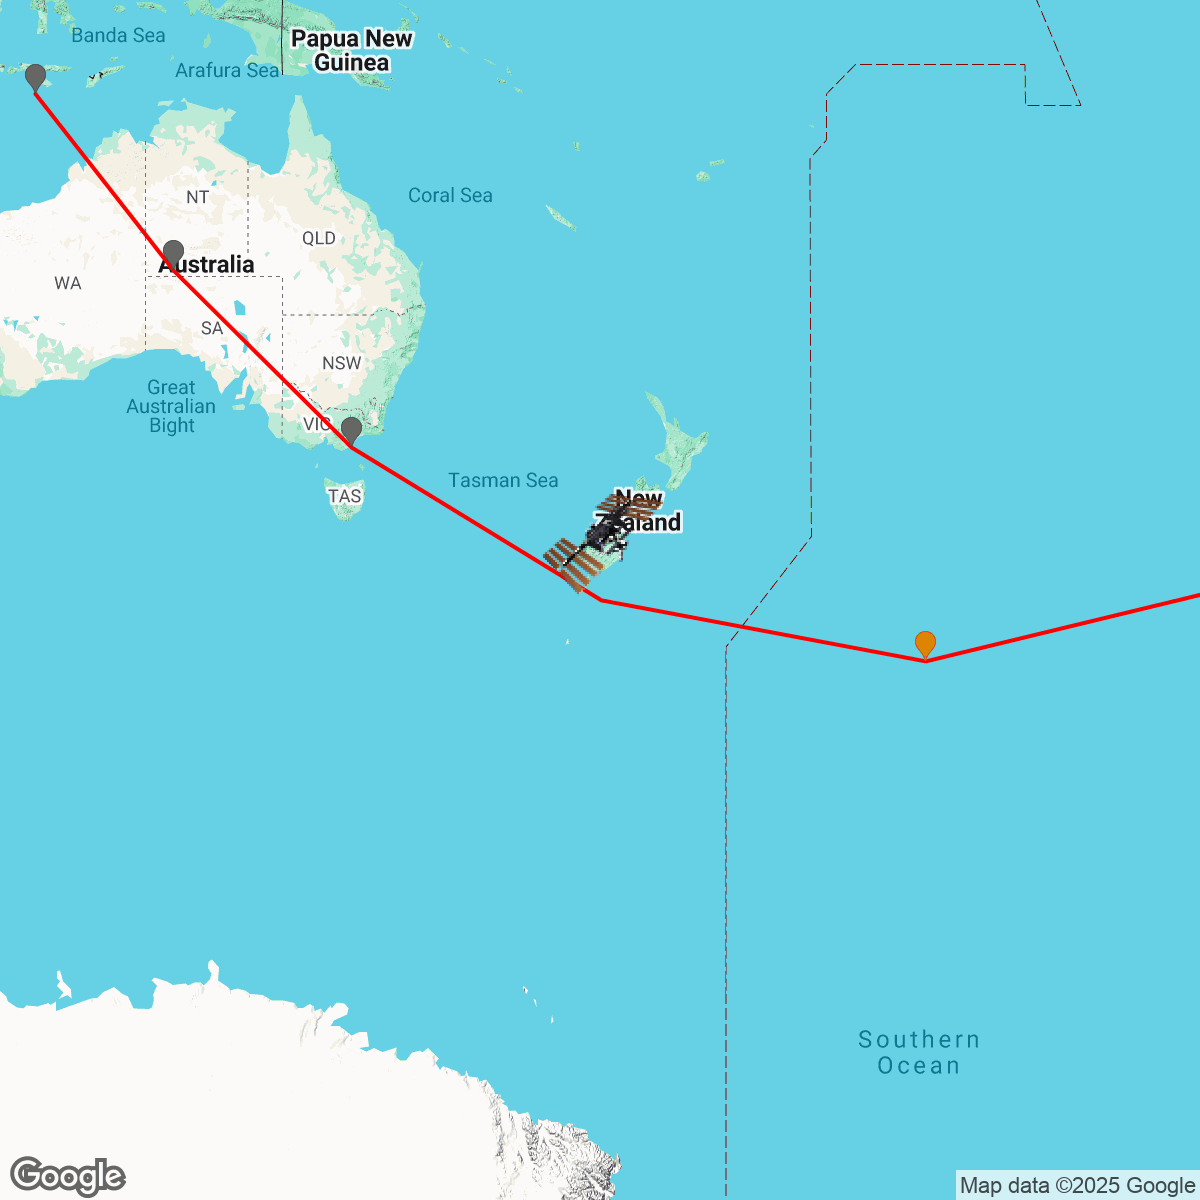 Banda Sea
Papua New
Guinea
Arafura Sea
NT
Coral Sea
QLD
Australia
WA
SA
NSW
Great
Australian
Bight
VIC
Tasman Sea
TAS
New
Zealand
Southern
Ocean
Google
Map data ©2025 Google